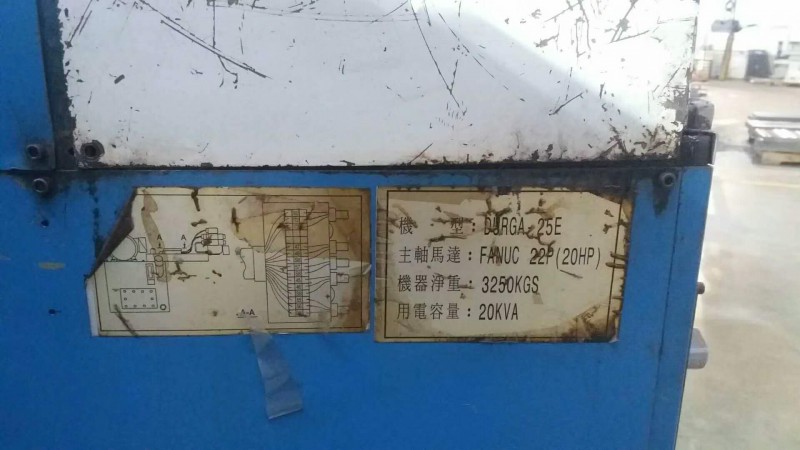 A-A
機 型：DURGA-25E
主軸馬達：FANUC 22P(20HP)
機器淨重：3250KGS
用電容量：20KVA